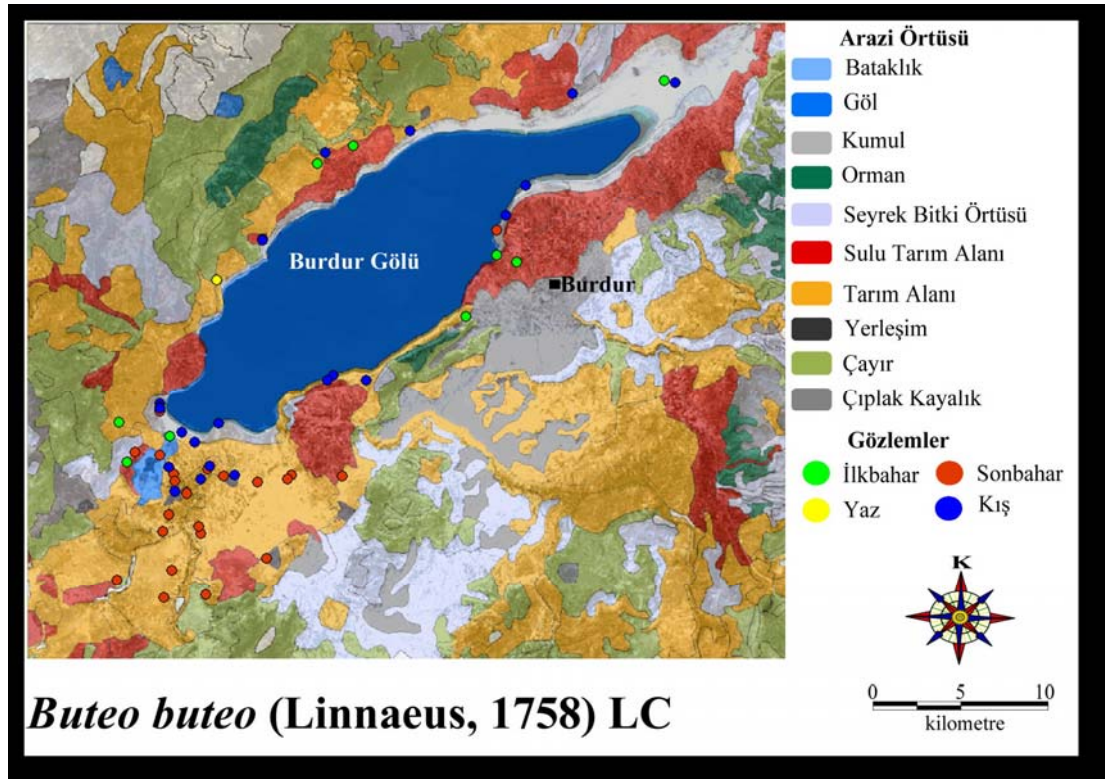 Arazi Örtüsü
Bataklık
Göl
Kumul
Orman
Seyrek Bitki Örtüsü
Sulu Tarım Alanı
Tarım Alanı
Yerleşim
Çayır
Çıplak Kayalık
Gözlemler
İlkbahar
Sonbahar
Yaz
Kış
Burdur Gölü
Burdur
K
0 5 10
kilometre
Buteo buteo (Linnaeus, 1758) LC